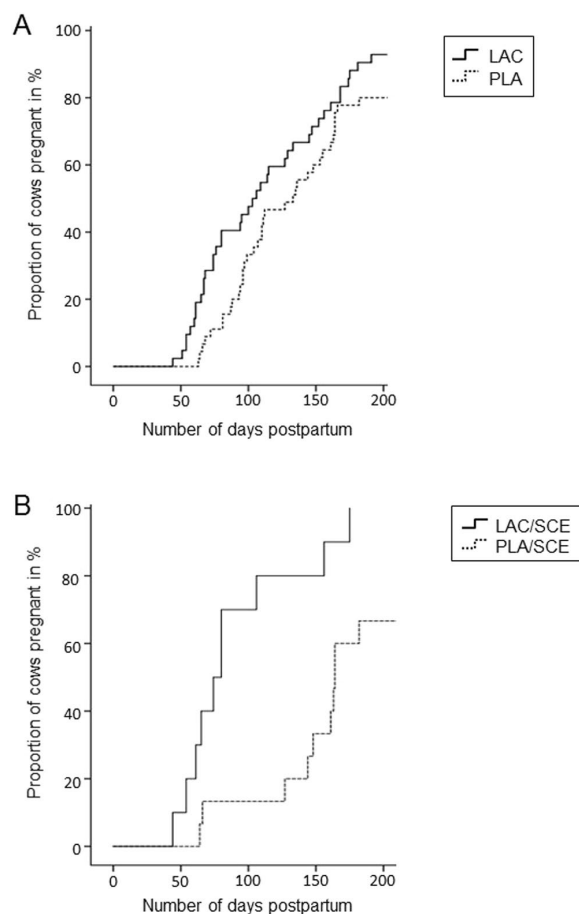 A
Proportion of cows pregnant in %
100
80
60
40
20
0
0 50 100 150 200
Number of days postpartum
LAC
PLA
B
Proportion of cows pregnant in %
100
80
60
40
20
0
0 50 100 150 200
Number of days postpartum
LAC/SCE
PLA/SCE